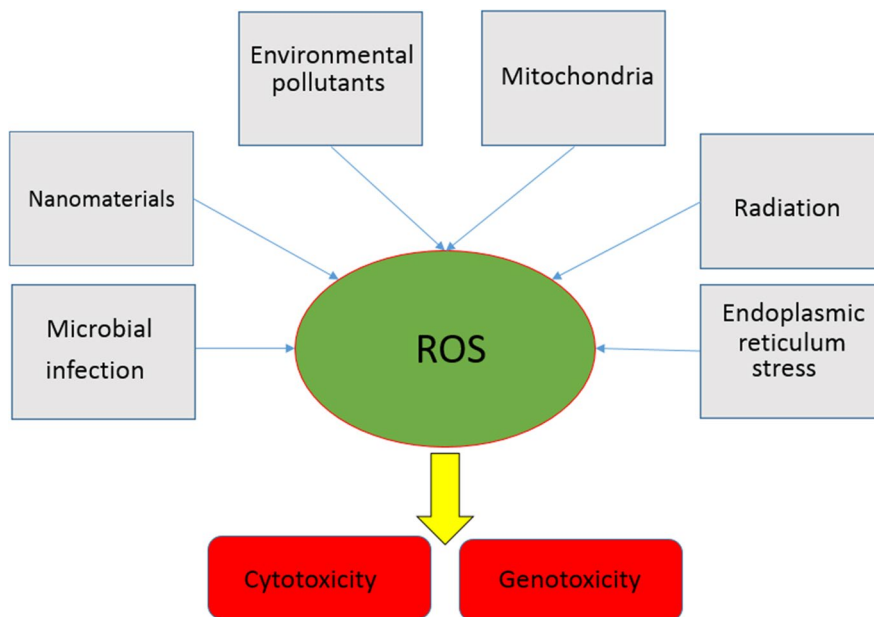 Environmental
pollutants
Mitochondria
Nanomaterials
Radiation
Microbial
infection
Endoplasmic
reticulum
stress
ROS
Cytotoxicity
Genotoxicity